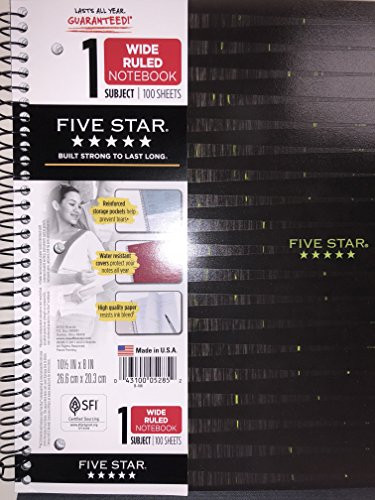 LASTS ALL YEAR.
GUARANTEED!*
1
WIDE
RULED
NOTEBOOK
SUBJECT | 100 SHEETS
FIVE STAR®
★★★★★
BUILT STRONG TO LAST LONG.
Reinforced
storage pockets help
prevent tears+
Water resistant
covers protect your
notes all year
High quality paper
resists ink bleed*
FIVE STAR®
★★★★★
Made in U.S.A.
10½ IN x 8 IN
26.6 cm x 20.3 cm
0 43100 05285 2
SFI
Certified Sourcing
1
WIDE
RULED
NOTEBOOK
SUBJECT | 100 SHEETS
FIVE STAR®
★★★★★